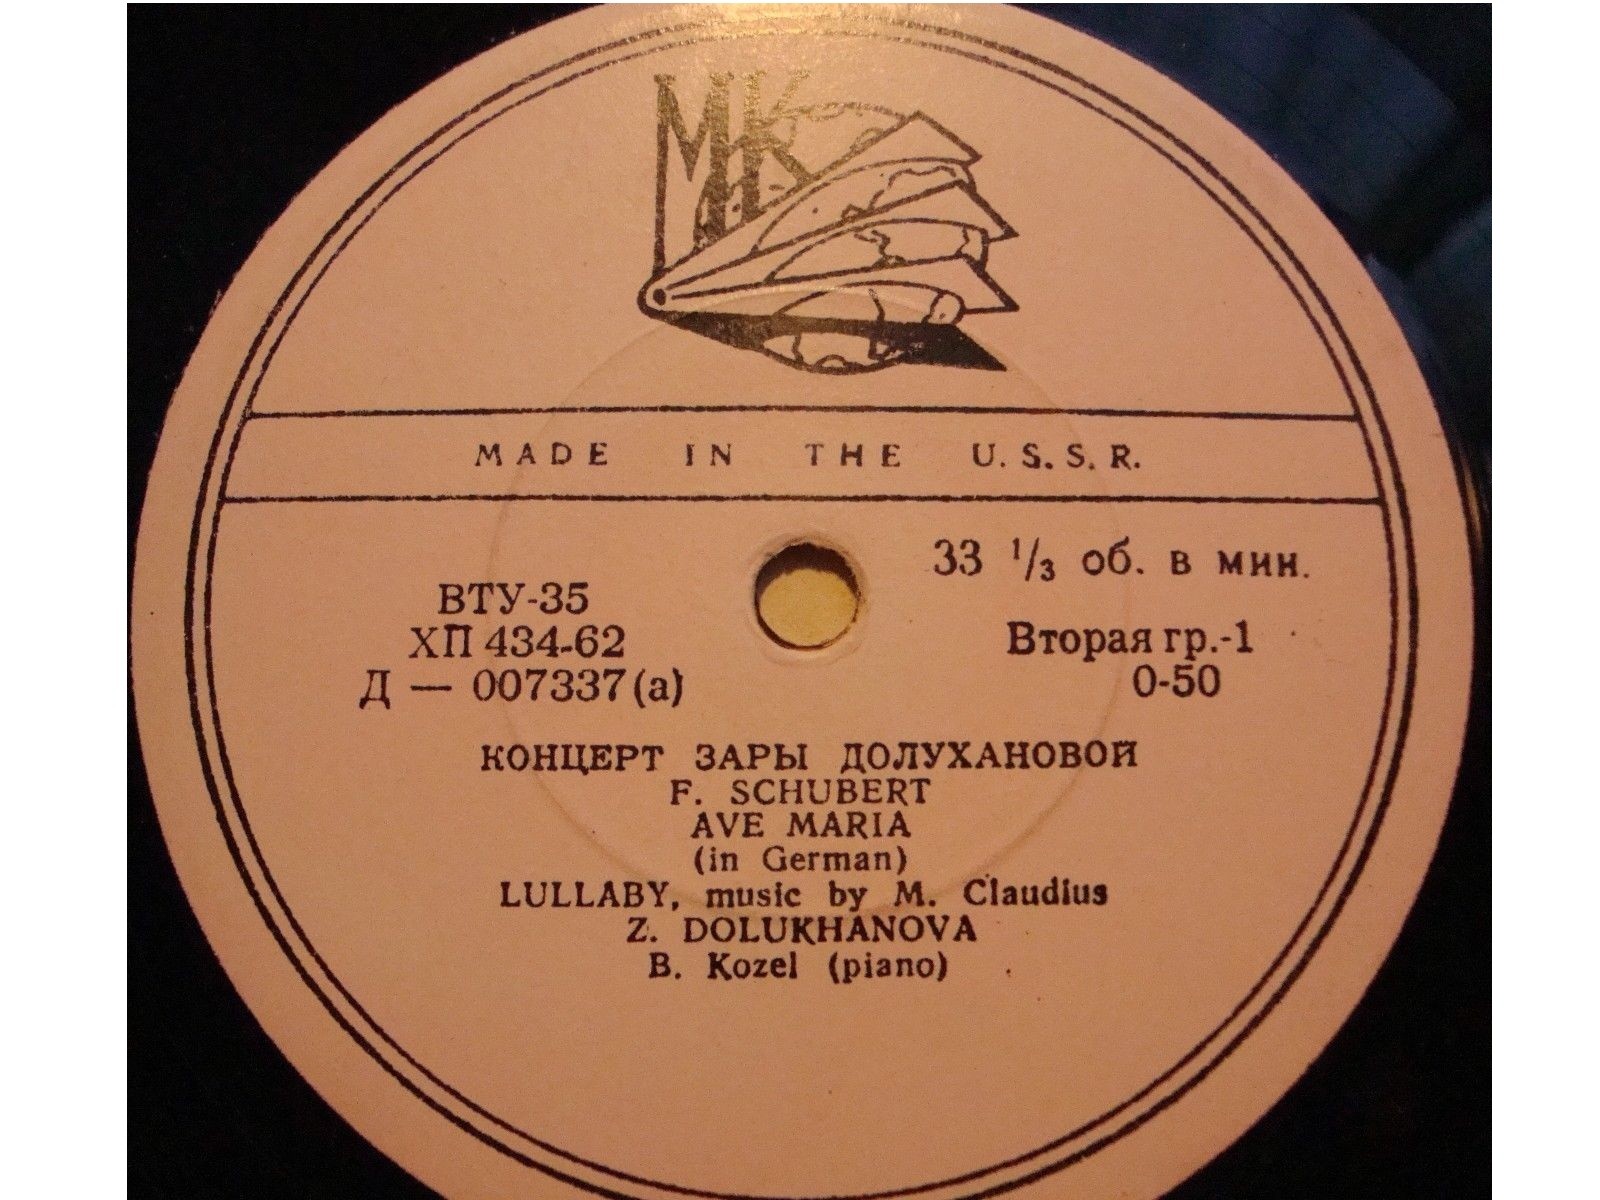 МК
MADE IN THE U.S.S.R.
33 1/3 об. в мин.
ВТУ-35
ХП 434-62
Д — 007337(а)
Вторая гр.-1
0-50
КОНЦЕРТ ЗАРЫ ДОЛУХАНОВОЙ
F. SCHUBERT
AVE MARIA
(in German)
LULLABY, music by M. Claudius
Z. DOLUKHANOVA
B. Kozel (piano)